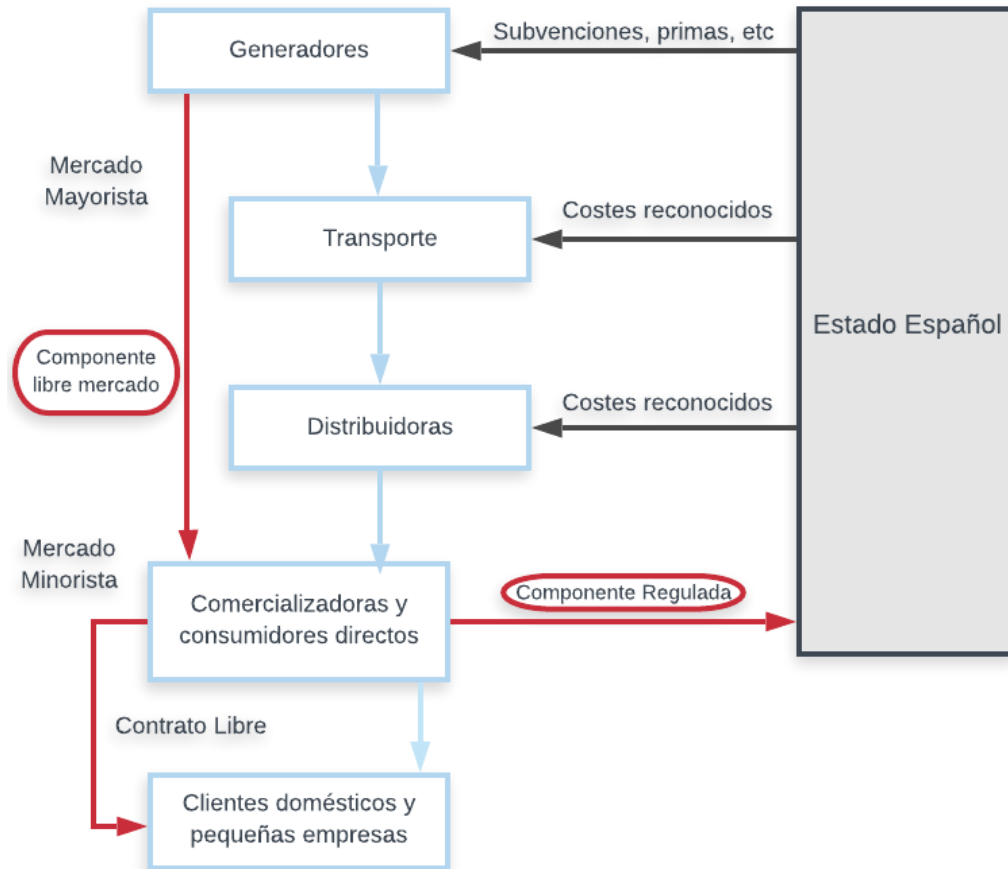 Generadores
Subvenciones, primas, etc
Mercado
Mayorista
Transporte
Costes reconocidos
Estado Español
Componente
libre mercado
Distribuidoras
Costes reconocidos
Mercado
Minorista
Comercializadoras y
consumidores directos
Componente Regulada
Contrato Libre
Clientes domésticos y
pequeñas empresas